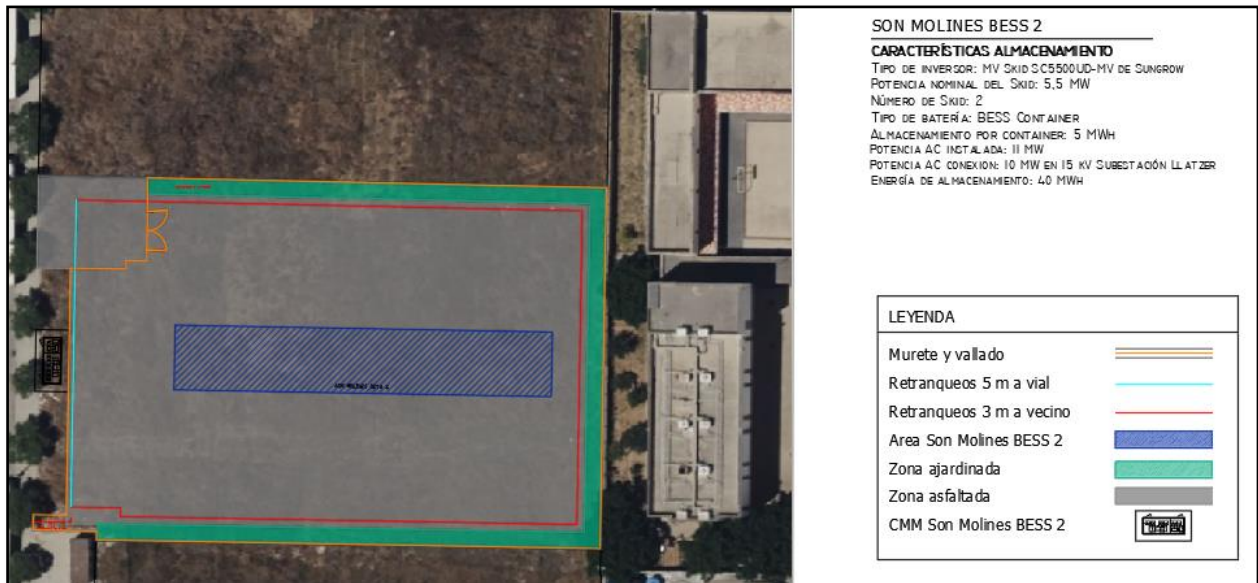 SON MOLINES BESS 2
CARACTERÍSTICAS ALMACENAMIENTO
TIPO DE INVERSOR: MV SKID SC5500UD-MV DE SUNGROW
POTENCIA NOMINAL DEL SKID: 5,5 MW
NÚMERO DE SKID: 2
TIPO DE BATERÍA: BESS CONTAINER
ALMACENAMIENTO POR CONTAINER: 5 MWH
POTENCIA AC INSTALADA: 11 MW
POTENCIA AC CONEXION: 10 MW EN 15 KV SUBESTACIÓN LLATZER
ENERGÍA DE ALMACENAMIENTO: 40 MWH
LEYENDA
Murete y vallado
Retranqueos 5 m a vial
Retranqueos 3 m a vecino
Area Son Molines BESS 2
Zona ajardinada
Zona asfaltada
CMM Son Molines BESS 2